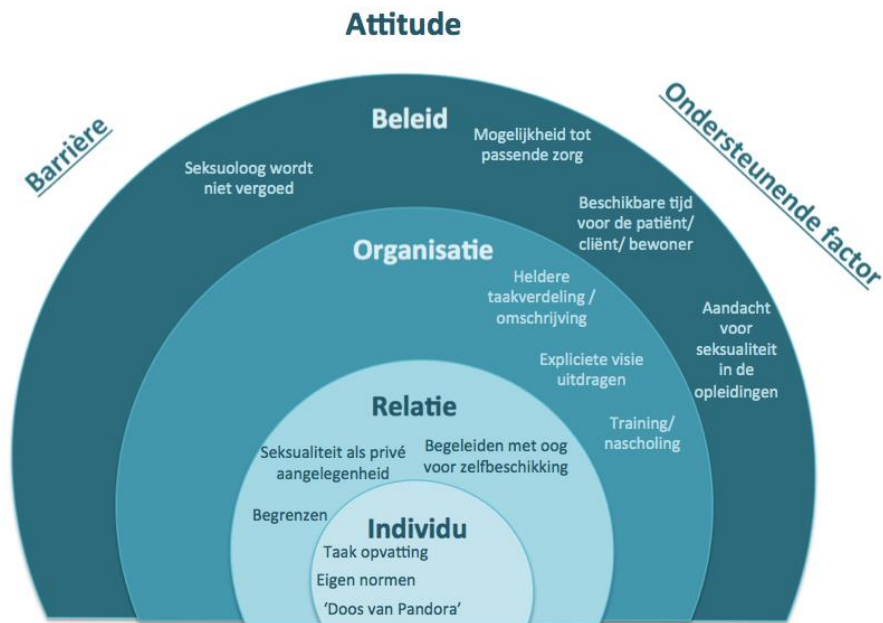 Attitude
Barrière
Ondersteunende factor
Beleid
Seksuoloog wordt
niet vergoed
Mogelijkheid tot
passende zorg
Beschikbare tijd
voor de patiënt/
cliënt/ bewoner
Aandacht
voor
seksualiteit
in de
opleidingen
Organisatie
Heldere
taakverdeling /
omschrijving
Expliciete visie
uitdragen
Training/
nascholing
Relatie
Seksualiteit als privé
aangelegenheid
Begrenzen
Begeleiden met oog
voor zelfbeschikking
Individu
Taak opvatting
Eigen normen
‘Doos van Pandora’